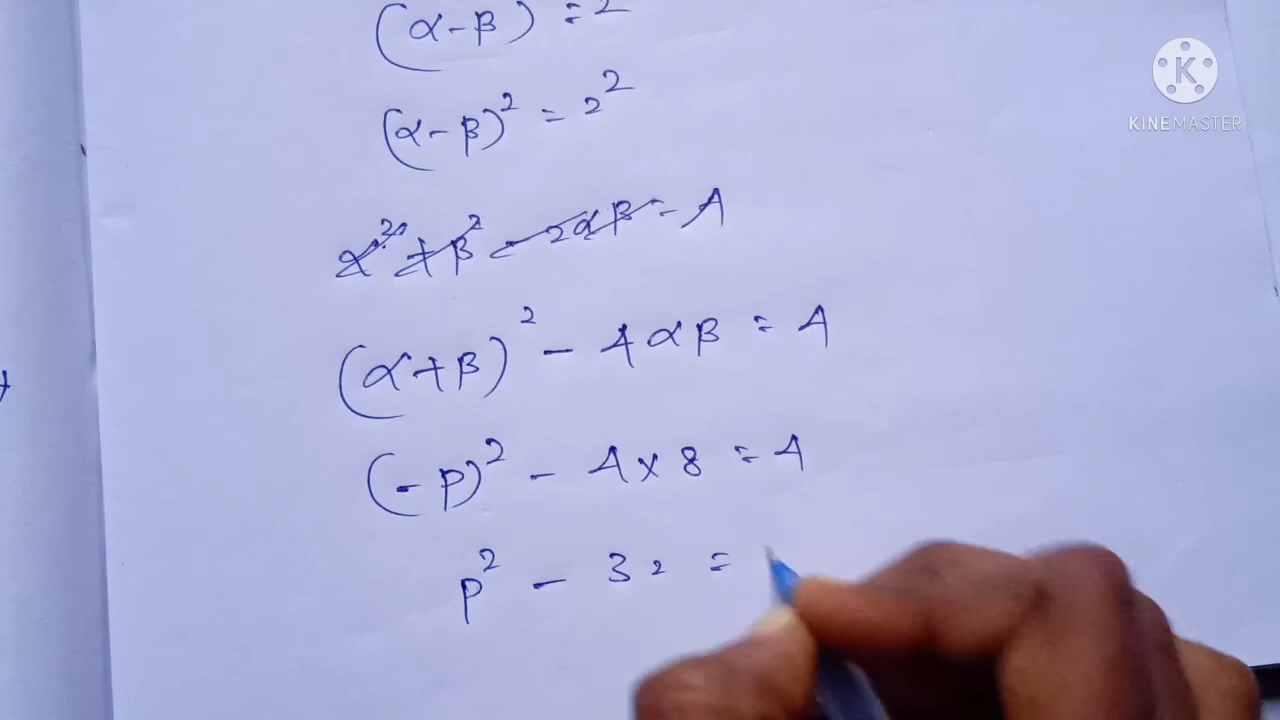 (α-β) = 2
(α-β)² = 2²
α² + β² - 2αβ = 4
(α+β)² - 4αβ = 4
(-p)² - 4×8 = 4
p² - 32 =
KINEMASTER